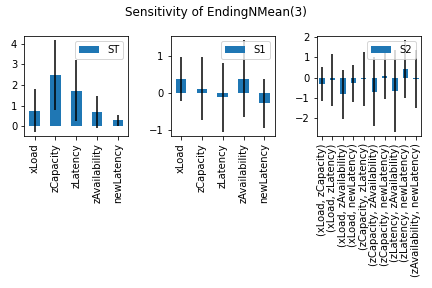 Sensitivity of EndingNMean(3)
4
3
2
1
0
ST
xLoad
zCapacity
zLatency
zAvailability
newLatency
1
0
−1
S1
xLoad
zCapacity
zLatency
zAvailability
newLatency
2
1
0
−1
−2
S2
(xLoad, zCapacity)
(xLoad, zLatency)
(xLoad, zAvailability)
(xLoad, newLatency)
(zCapacity, zLatency)
(zCapacity, zAvailability)
(zCapacity, newLatency)
(zLatency, zAvailability)
(zLatency, newLatency)
(zAvailability, newLatency)